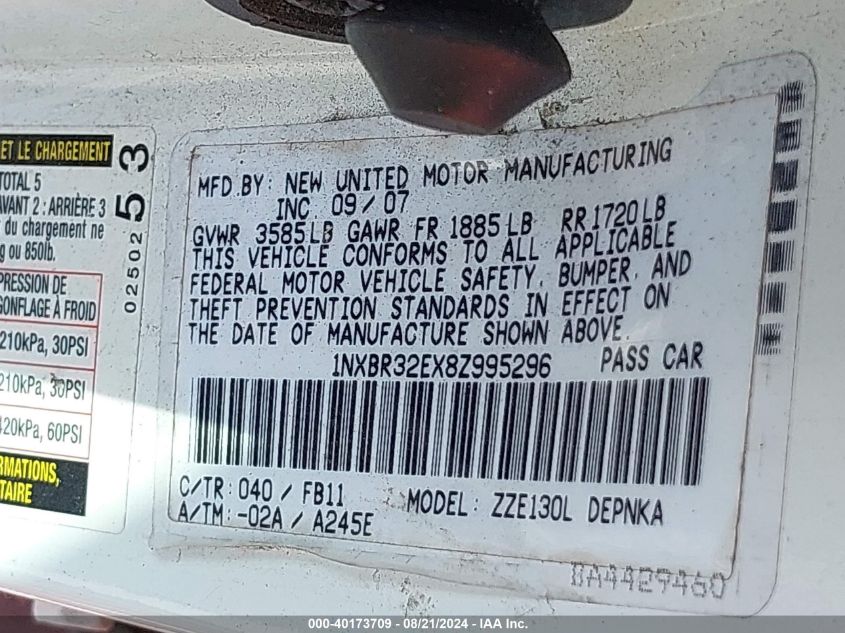 ET LE CHARGEMENT
TOTAL 5
AVANT 2 : ARRIÈRE 3
du chargement ne
ou 850lb.
PRESSION DE
GONFLAGE À FROID
210kPa, 30PSI
210kPa, 30PSI
420kPa, 60PSI
02502 53
MFD.BY: NEW UNITED MOTOR MANUFACTURING
INC 09/07
GVWR 3585LB GAWR FR 1885LB RR 1720LB
THIS VEHICLE CONFORMS TO ALL APPLICABLE
FEDERAL MOTOR VEHICLE SAFETY, BUMPER, AND
THEFT PREVENTION STANDARDS IN EFFECT ON
THE DATE OF MANUFACTURE SHOWN ABOVE.
1NXBR32EX8Z995296 PASS CAR
C/TR: 040 / FB11 MODEL: ZZE130L DEPNKA
A/TM: -02A / A245E
8A4429460
000-40173709 - 08/21/2024 - IAA Inc.